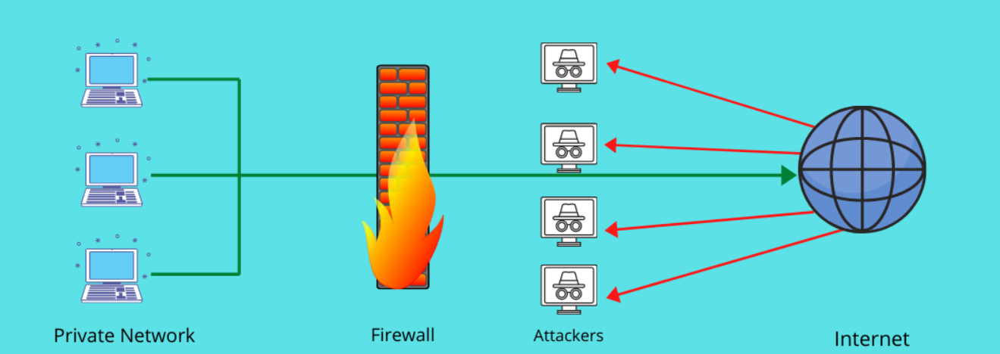 Private Network
Firewall
Attackers
Internet